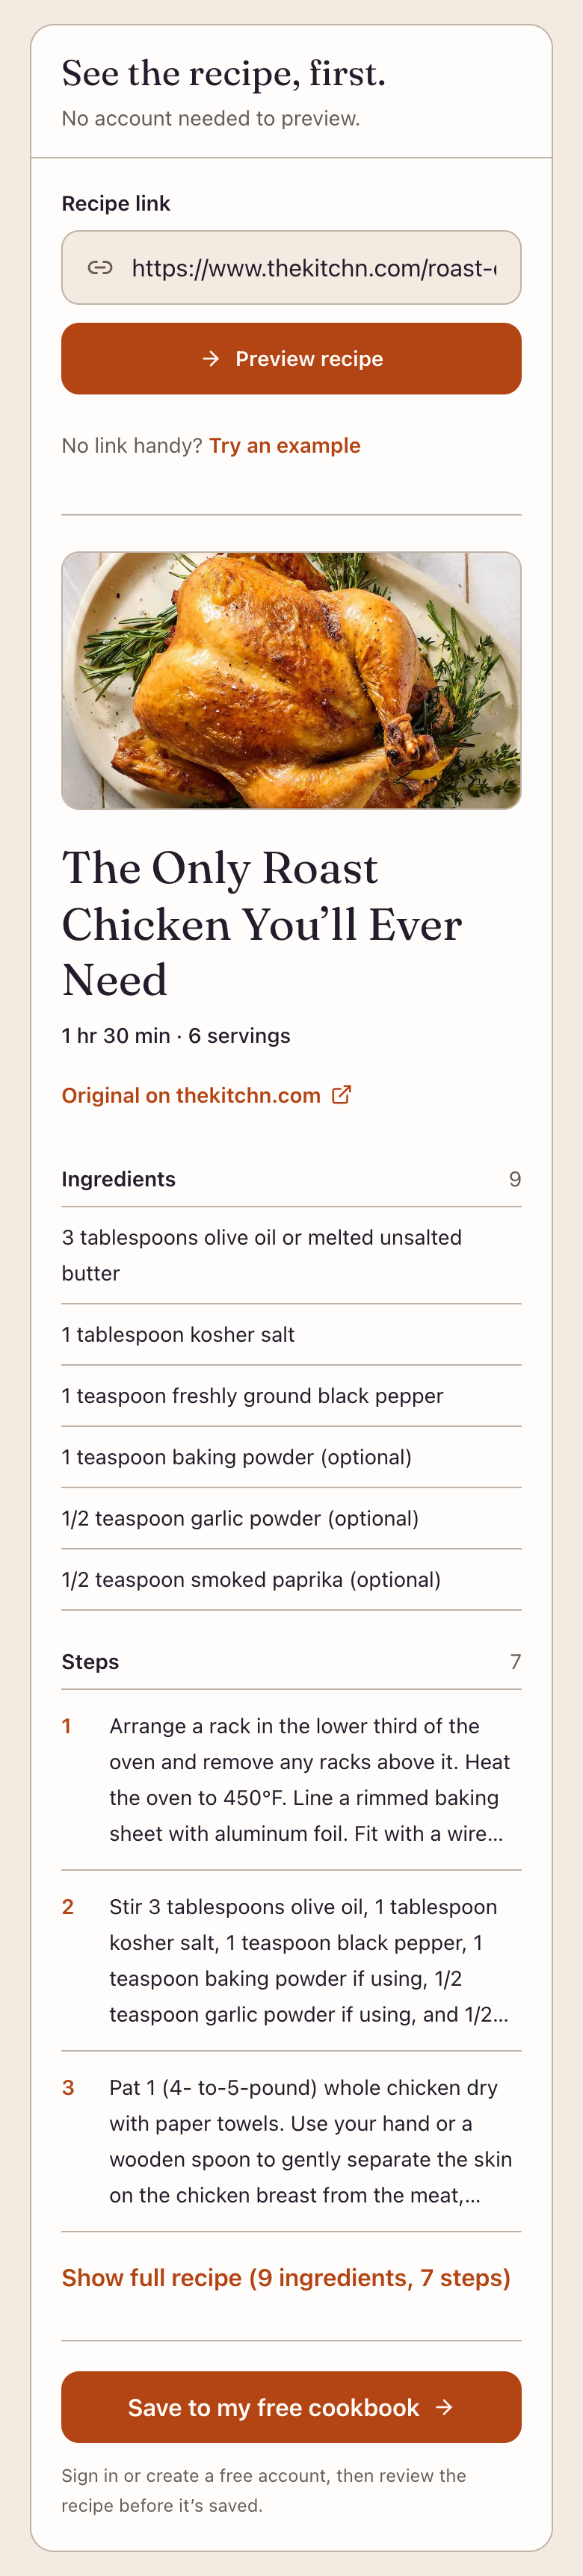 See the recipe, first.
No account needed to preview.
Recipe link
https://www.thekitchn.com/roast-
Preview recipe
No link handy? Try an example
The Only Roast
Chicken You’ll Ever
Need
1 hr 30 min · 6 servings
Original on thekitchn.com
Ingredients 9
3 tablespoons olive oil or melted unsalted
butter
1 tablespoon kosher salt
1 teaspoon freshly ground black pepper
1 teaspoon baking powder (optional)
1/2 teaspoon garlic powder (optional)
1/2 teaspoon smoked paprika (optional)
Steps 7
1 Arrange a rack in the lower third of the
oven and remove any racks above it. Heat
the oven to 450°F. Line a rimmed baking
sheet with aluminum foil. Fit with a wire...
2 Stir 3 tablespoons olive oil, 1 tablespoon
kosher salt, 1 teaspoon black pepper, 1
teaspoon baking powder if using, 1/2
teaspoon garlic powder if using, and 1/2...
3 Pat 1 (4- to-5-pound) whole chicken dry
with paper towels. Use your hand or a
wooden spoon to gently separate the skin
on the chicken breast from the meat,...
Show full recipe (9 ingredients, 7 steps)
Save to my free cookbook
Sign in or create a free account, then review the
recipe before it’s saved.